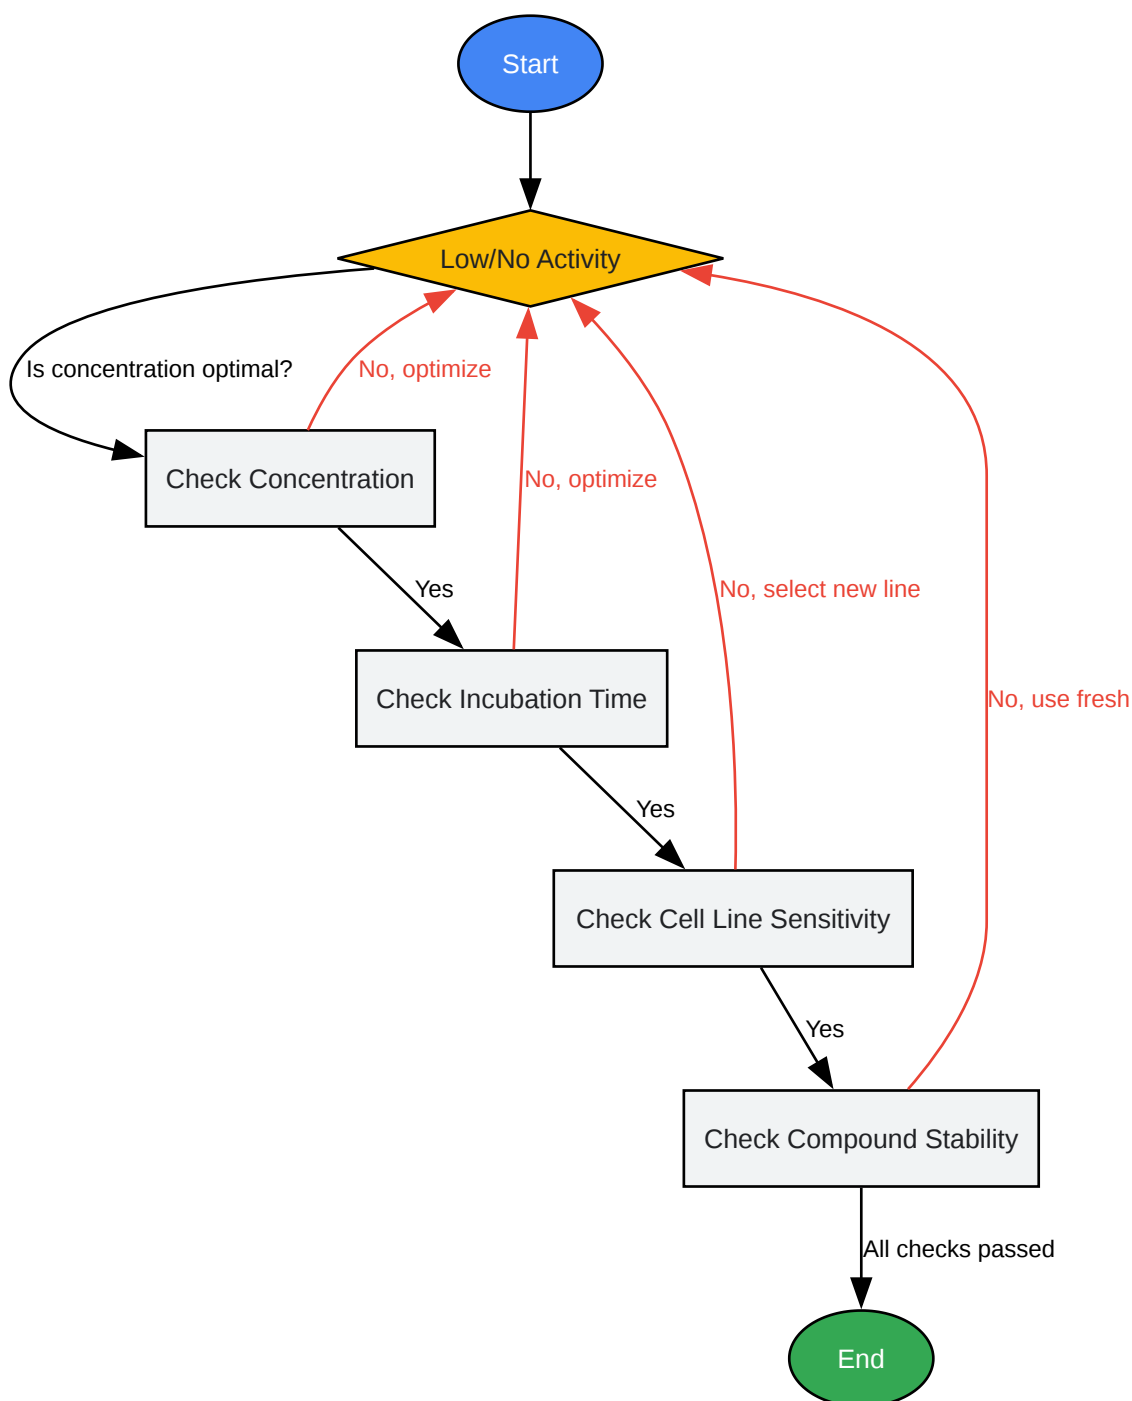 Start
Low/No Activity
Is concentration optimal?
No, optimize
Check Concentration
No, optimize
Yes
No, select new line
Check Incubation Time
No, use fresh
Yes
Check Cell Line Sensitivity
Yes
Check Compound Stability
All checks passed
End